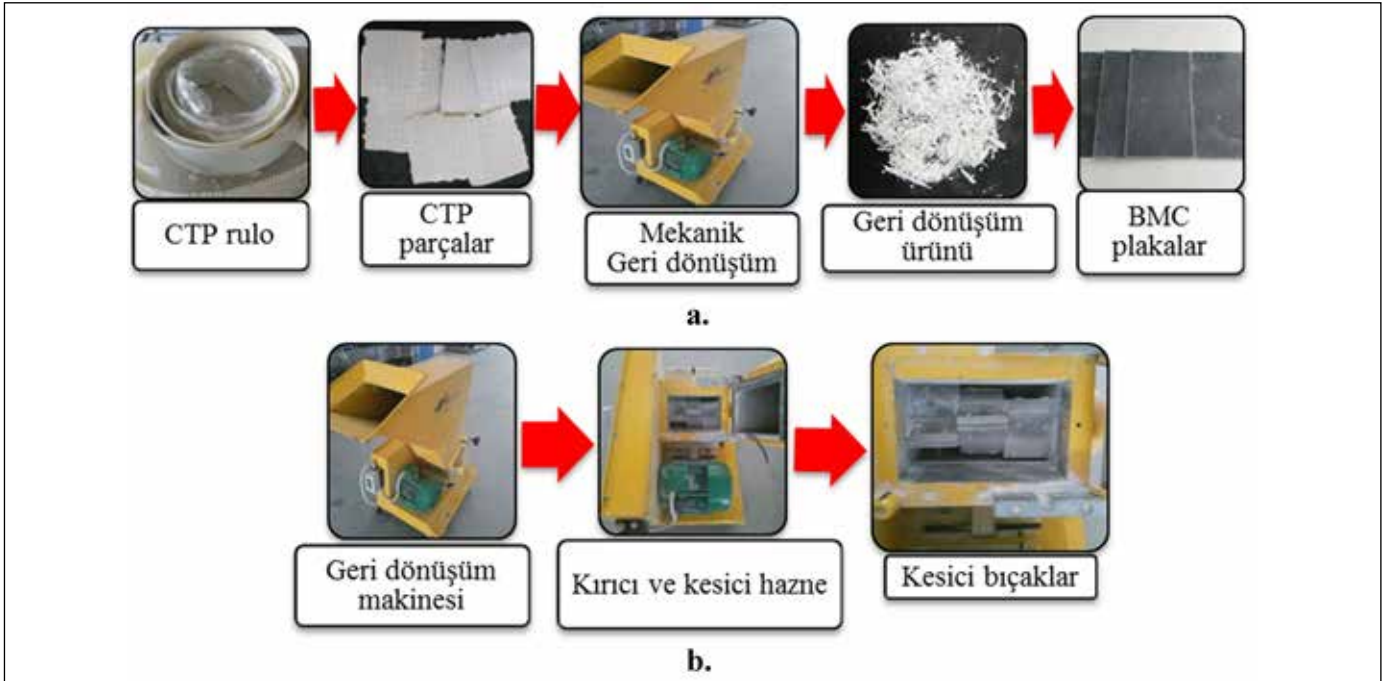 CTP rulo
CTP
parçalar
Mekanik
Geri dönüşüm
Geri dönüşüm
ürünü
BMC
plakalar
a.
Geri dönüşüm
makinesi
Kırıcı ve kesici hazne
Kesici bıçaklar
b.